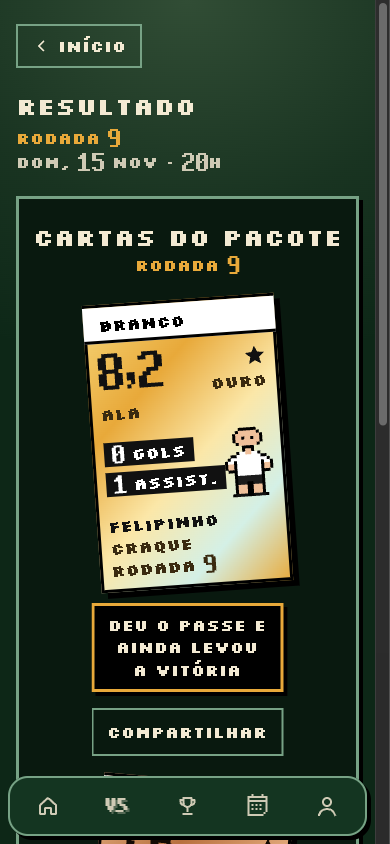 INÍCIO
RESULTADO
RODADA 9
DOM, 15 NOV · 20H
CARTAS DO PACOTE
RODADA 9
BRANCO
8,2
OURO
ALA
0 GOLS
1 ASSIST.
FELIPINHO
CRAQUE
RODADA 9
DEU O PASSE E
AINDA LEVOU
A VITÓRIA
COMPARTILHAR
VS